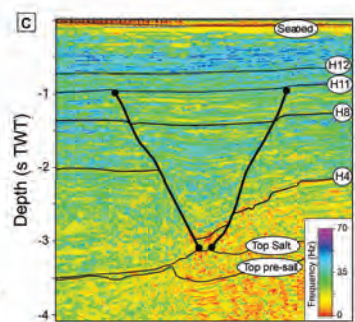 C
Seabed
H12
H11
H8
H4
Top Salt
Top pre-salt
Depth (s TWT)
-1
-2
-3
-4
Frequency (Hz)
70
35
0